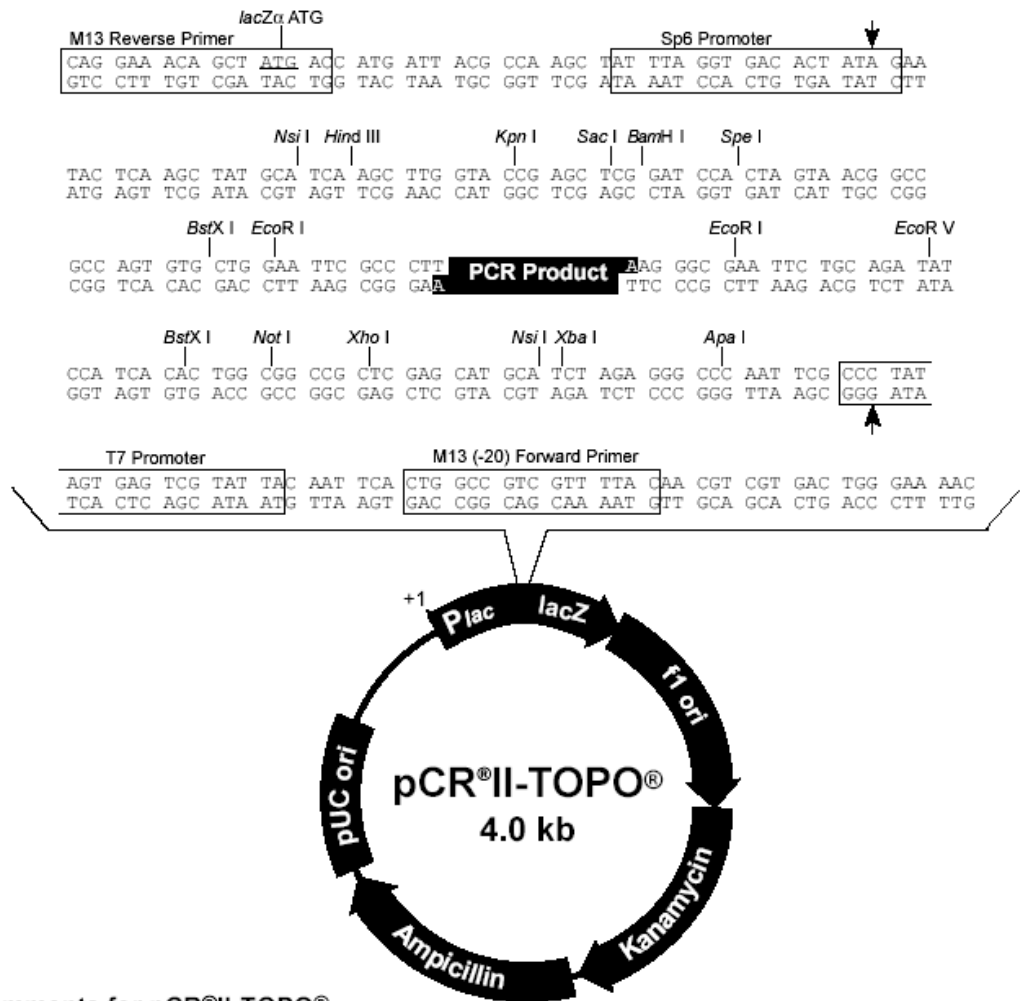 lacZα ATG
M13 Reverse Primer Sp6 Promoter
CAG GAA ACA GCT ATG ACC ATG ATT ACG CCA AGC TAT TTA GGT GAC ACT ATA GAA
GTC CTT TGT CGA TAC TGG TAC TAA TGC GGT TCG ATA AAT CCA CTG TGA TAT CTT
Nsi I Hind III Kpn I Sac I BamH I Spe I
TAC TCA AGC TAT GCA TCA AGC TTG GTA CCG AGC TCG GAT CCA CTA GTA ACG GCC
ATG AGT TCG ATA CGT AGT TCG AAC CAT GGC TCG AGC CTA GGT GAT CAT TGC CGG
BstX I EcoR I EcoR I EcoR V
GCC AGT GTG CTG GAA TTC GCC CTT PCR Product AAG GGC GAA TTC TGC AGA TAT
CGG TCA CAC GAC CTT AAG CGG GAA TTC CCG CTT AAG ACG TCT ATA
BstX I Not I Xho I Nsi I Xba I Apa I
CCA TCA CAC TGG CGG CCG CTC GAG CAT GCA TCT AGA GGG CCC AAT TCG CCC TAT
GGT AGT GTG ACC GCC GGC GAG CTC GTA CGT AGA TCT CCC GGG TTA AGC GGG ATA
T7 Promoter M13 (-20) Forward Primer
AGT GAG TCG TAT TAC AAT TCA CTG GCC GTC GTT TTA CAA CGT CGT GAC TGG GAA AAC
TCA CTC AGC ATA ATG TTA AGT GAC CGG CAG CAA AAT GTT GCA GCA CTG ACC CTT TTG
+1
Plac lacZ
f1 ori
Kanamycin
Ampicillin
pUC ori
pCR®II-TOPO®
4.0 kb